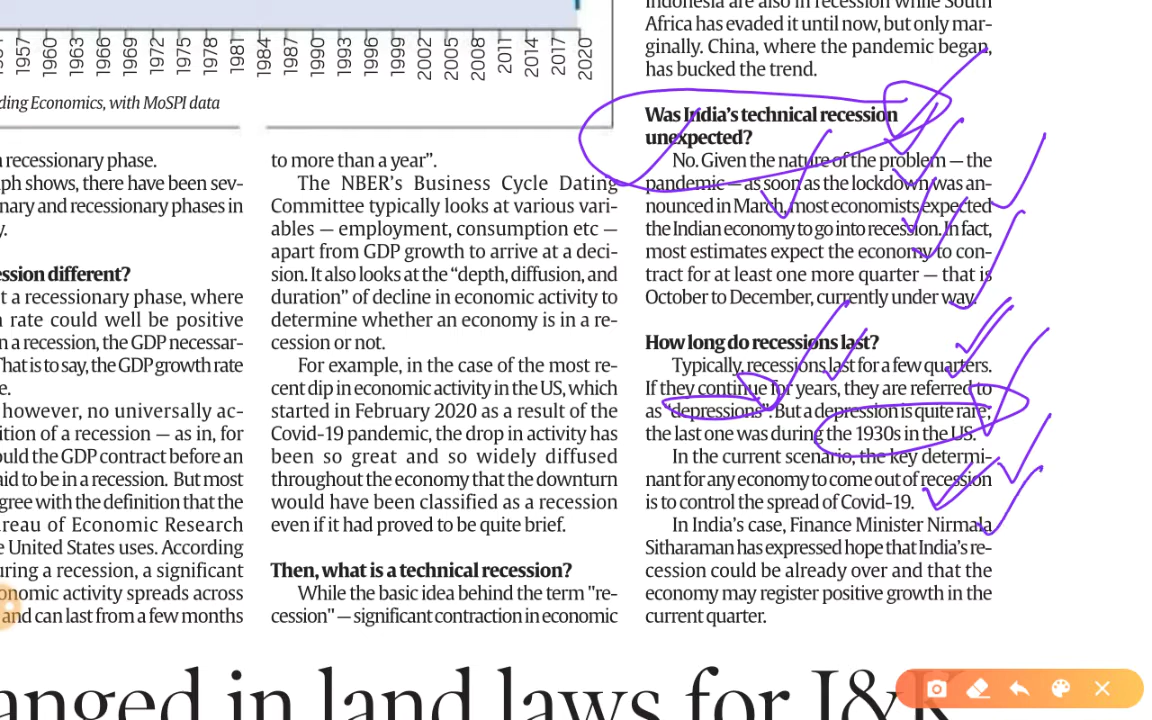 1957
1960
1963
1966
1969
1972
1975
1978
1981
1984
1987
1990
1993
1996
1999
2002
2005
2008
2011
2014
2017
2020
ding Economics, with MoSPI data
recessionary phase.
ph shows, there have been sev-
nary and recessionary phases in
y.
ession different?
t a recessionary phase, where
rate could well be positive
n a recession, the GDP necessar-
That is to say, the GDP growth rate
e.
however, no universally ac-
ition of a recession — as in, for
ould the GDP contract before an
aid to be in a recession. But most
gree with the definition that the
ureau of Economic Research
e United States uses. According
uring a recession, a significant
onomic activity spreads across
and can last from a few months
to more than a year”.
The NBER’s Business Cycle Dating
Committee typically looks at various vari-
ables — employment, consumption etc —
apart from GDP growth to arrive at a deci-
sion. It also looks at the “depth, diffusion, and
duration” of decline in economic activity to
determine whether an economy is in a re-
cession or not.
For example, in the case of the most re-
cent dip in economic activity in the US, which
started in February 2020 as a result of the
Covid-19 pandemic, the drop in activity has
been so great and so widely diffused
throughout the economy that the downturn
would have been classified as a recession
even if it had proved to be quite brief.
Then, what is a technical recession?
While the basic idea behind the term "re-
cession" — significant contraction in economic
Indonesia are also in recession while South
Africa has evaded it until now, but only mar-
ginally. China, where the pandemic began,
has bucked the trend.
Was India’s technical recession
unexpected?
No. Given the nature of the problem — the
pandemic — as soon as the lockdown was an-
nounced in March, most economists expected
the Indian economy to go into recession. In fact,
most estimates expect the economy to con-
tract for at least one more quarter — that is
October to December, currently under way.
How long do recessions last?
Typically, recessions last for a few quarters.
If they continue for years, they are referred to
as “depressions”. But a depression is quite rare;
the last one was during the 1930s in the US.
In the current scenario, the key determi-
nant for any economy to come out of recession
is to control the spread of Covid-19.
In India’s case, Finance Minister Nirmala
Sitharaman has expressed hope that India’s re-
cession could be already over and that the
economy may register positive growth in the
current quarter.
anged in land laws for J&K